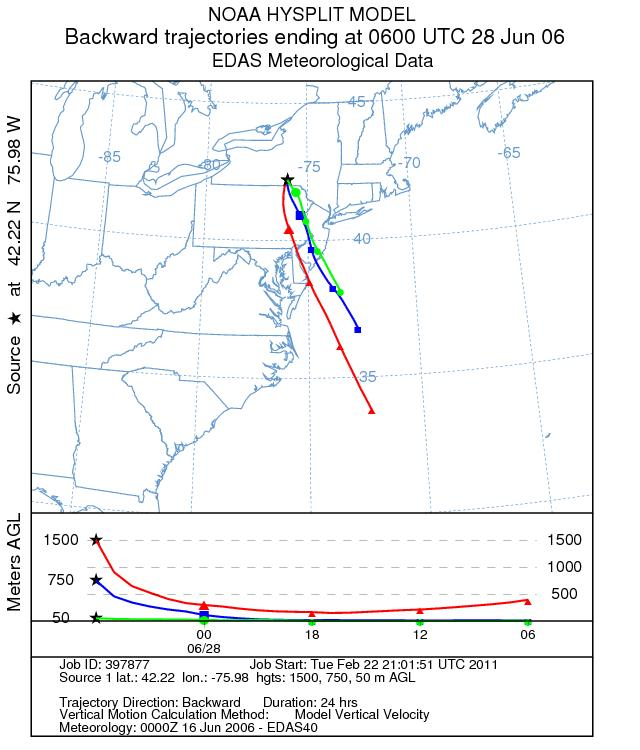 NOAA HYSPLIT MODEL
Backward trajectories ending at 0600 UTC 28 Jun 06
EDAS Meteorological Data
Source ★ at 42.22 N 75.98 W
45
-85
-80
-75
-70
-65
40
35
Meters AGL
1500
750
50
1500
1000
500
00 18 12 06
06/28
Job ID: 397877 Job Start: Tue Feb 22 21:01:51 UTC 2011
Source 1 lat.: 42.22 lon.: -75.98 hgts: 1500, 750, 50 m AGL
Trajectory Direction: Backward Duration: 24 hrs
Vertical Motion Calculation Method: Model Vertical Velocity
Meteorology: 0000Z 16 Jun 2006 - EDAS40